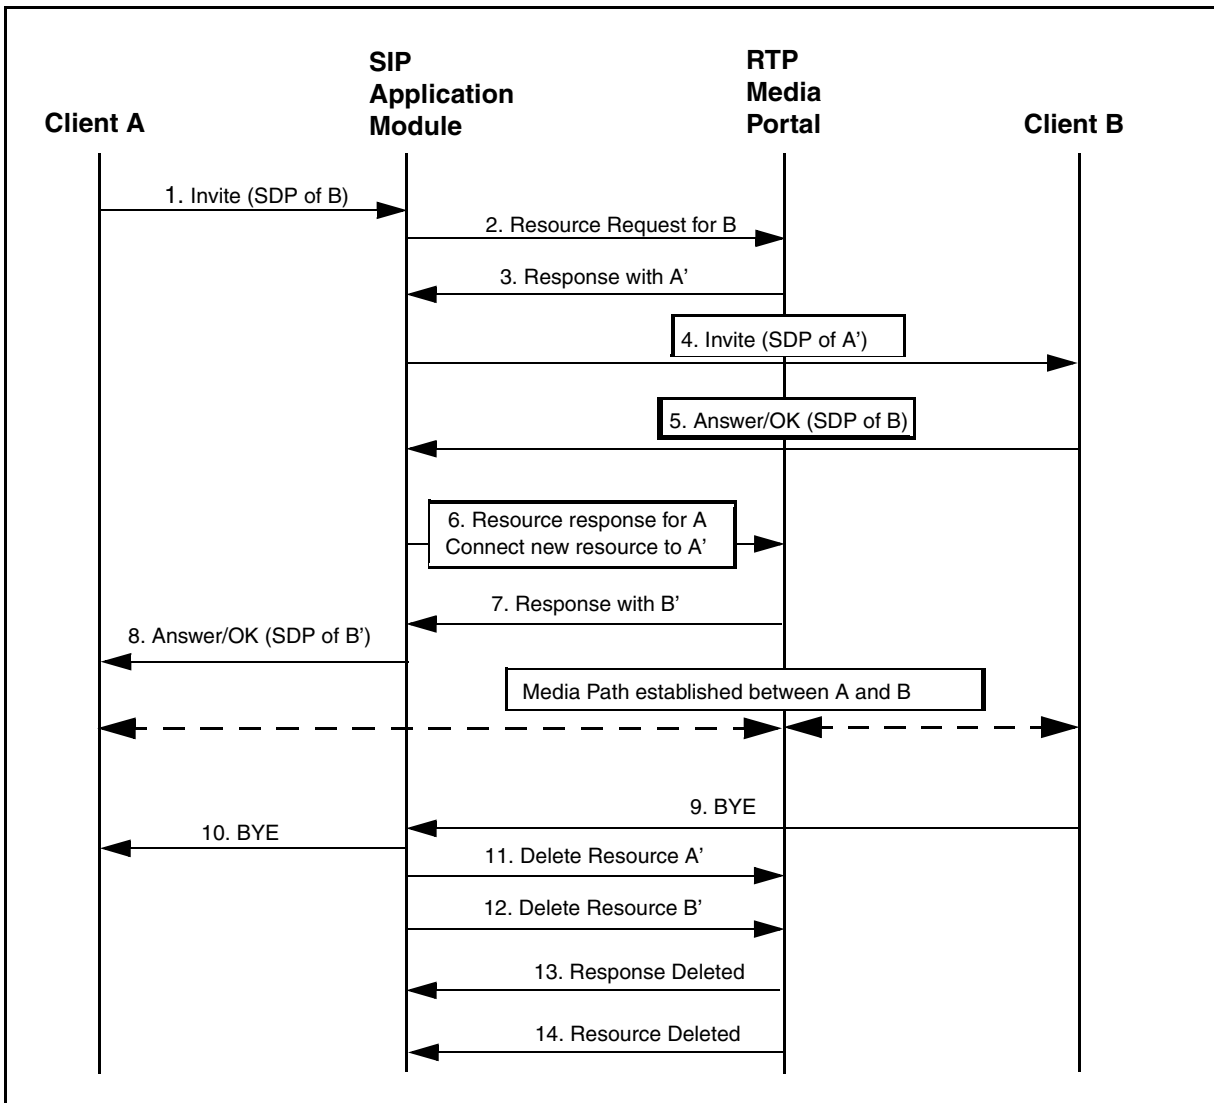 SIP
Application
Module
RTP
Media
Portal
Client A
Client B
1. Invite (SDP of B)
2. Resource Request for B
3. Response with A’
4. Invite (SDP of A’)
5. Answer/OK (SDP of B)
6. Resource response for A
Connect new resource to A’
7. Response with B’
8. Answer/OK (SDP of B’)
Media Path established between A and B
9. BYE
10. BYE
11. Delete Resource A’
12. Delete Resource B’
13. Response Deleted
14. Resource Deleted